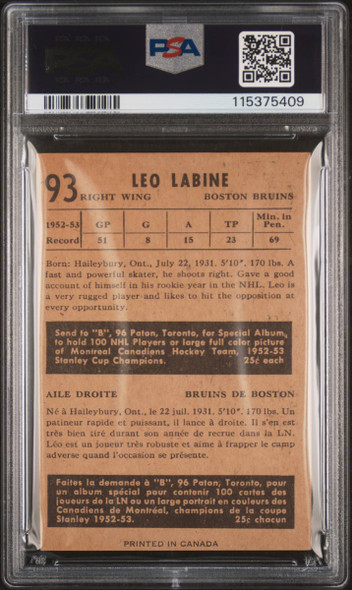 PSA
115375409
93 LEO LABINE
RIGHT WING BOSTON BRUINS
1952-53 GP G A TP Min. in Pen.
Record 51 8 15 23 69
Born: Haileybury, Ont., July 22, 1931. 5'10". 170 lbs. A
fast and powerful skater, he shoots right. Gave a good
account of himself in his rookie year in the NHL. Leo is
a very rugged player and likes to hit the opposition at
every opportunity.
Send to "B", 96 Paton, Toronto, for Special Album,
to hold 100 NHL Players or large full color picture
of Montreal Canadiens Hockey Team, 1952-53
Stanley Cup Champions. 25¢ each
AILE DROITE BRUINS DE BOSTON
Né à Haileybury, Ont., le 22 juil. 1931. 5'10". 170 lbs. Un
patineur rapide et puissant, il lance à droite. Il s'en est
très bien tiré durant son année de recrue dans la LN.
Léo est un joueur très robuste et aime à frapper le camp
adverse quand l'occasion se présente.
Faites la demande à "B", 96 Paton, Toronto, pour
un album spécial pour contenir 100 cartes des
joueurs de la LN ou un large portrait en couleurs des
Canadiens de Montréal, champions de la coupe
Stanley 1952-53. 25¢ chacun
PRINTED IN CANADA